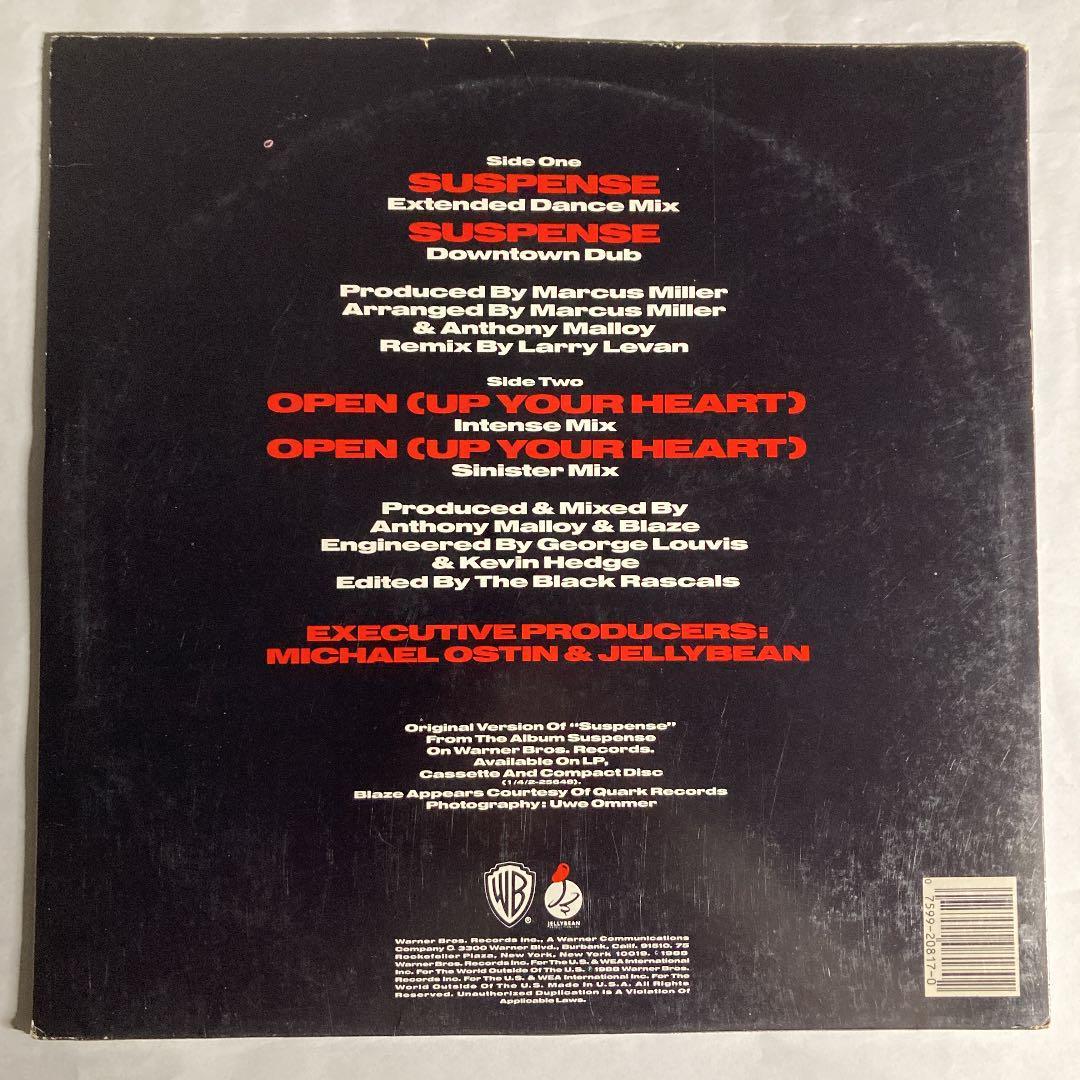 Side One
SUSPENSE
Extended Dance Mix
SUSPENSE
Downtown Dub
Produced By Marcus Miller
Arranged By Marcus Miller
& Anthony Malloy
Remix By Larry Levan
Side Two
OPEN (UP YOUR HEART)
Intense Mix
OPEN (UP YOUR HEART)
Sinister Mix
Produced & Mixed By
Anthony Malloy & Blaze
Engineered By George Louvis
& Kevin Hedge
Edited By The Black Rascals
EXECUTIVE PRODUCERS:
MICHAEL OSTIN & JELLYBEAN
Original Version Of "Suspense"
From The Album Suspense
On Warner Bros. Records.
Available On LP,
Cassette And Compact Disc
(1/4/2-25648).
Blaze Appears Courtesy Of Quark Records
Photography: Uwe Ommer
WB ®
JELLYBEAN
Warner Bros. Records Inc., A Warner Communications
Company 3300 Warner Blvd., Burbank, Calif. 91510. 75
Rockefeller Plaza, New York, New York 10019. 1988
Warner Bros. Records Inc. For The U.S. & WEA International
Inc. For The World Outside Of The U.S. 1988 Warner Bros.
Records Inc. For The U.S. & WEA International Inc. For The
World Outside Of The U.S. Made In U.S.A. All Rights
Reserved. Unauthorized Duplication Is A Violation Of
Applicable Laws.
0 7599-20817-0